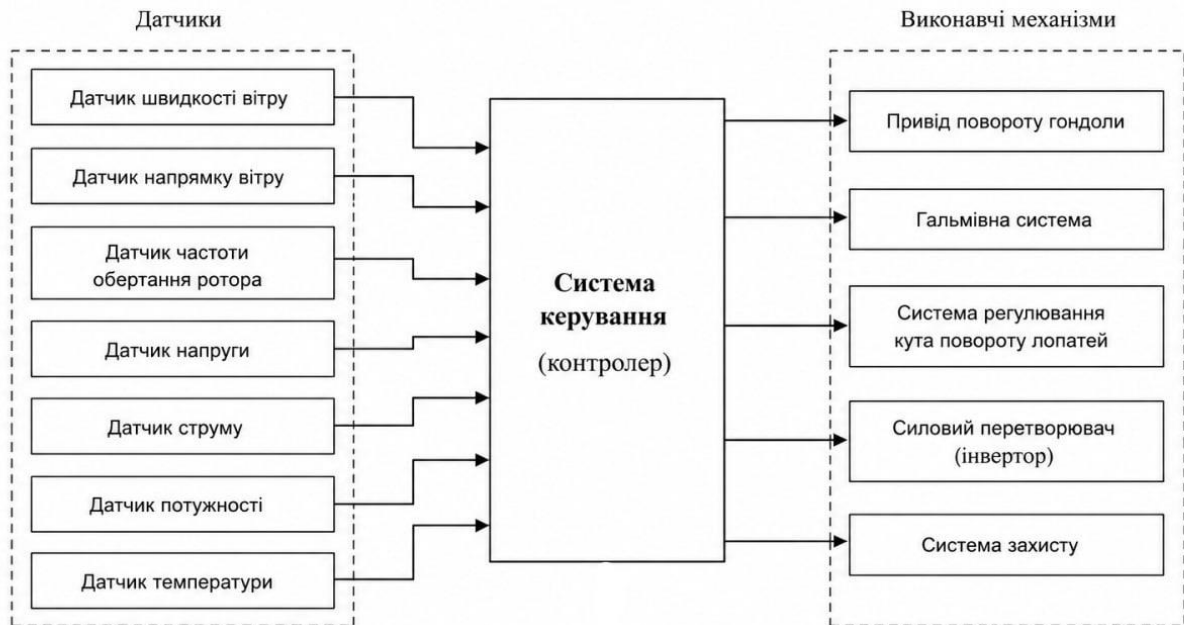 Датчики
Датчик швидкості вітру
Датчик напрямку вітру
Датчик частоти
обертання ротора
Датчик напруги
Датчик струму
Датчик потужності
Датчик температури
Система
керування
(контролер)
Виконавчі механізми
Привід повороту гондоли
Гальмівна система
Система регулювання
кута повороту лопатей
Силовий перетворювач
(інвертор)
Система захисту